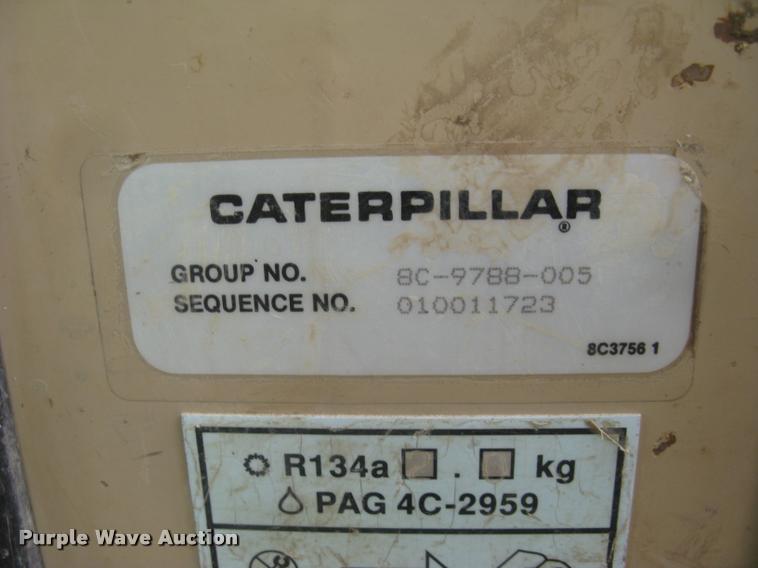 CATERPILLAR®
GROUP NO. 8C-9788-005
SEQUENCE NO. 010011723
8C3756 1
R134a . kg
PAG 4C-2959
Purple Wave Auction